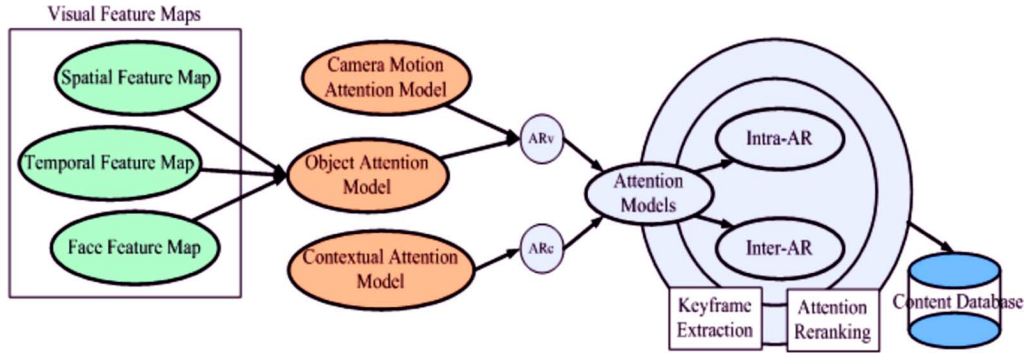 Visual Feature Maps
Spatial Feature Map
Temporal Feature Map
Face Feature Map
Camera Motion
Attention Model
Object Attention
Model
Contextual Attention
Model
ARv
ARc
Attention
Models
Intra-AR
Inter-AR
Keyframe
Extraction
Attention
Reranking
Content Database